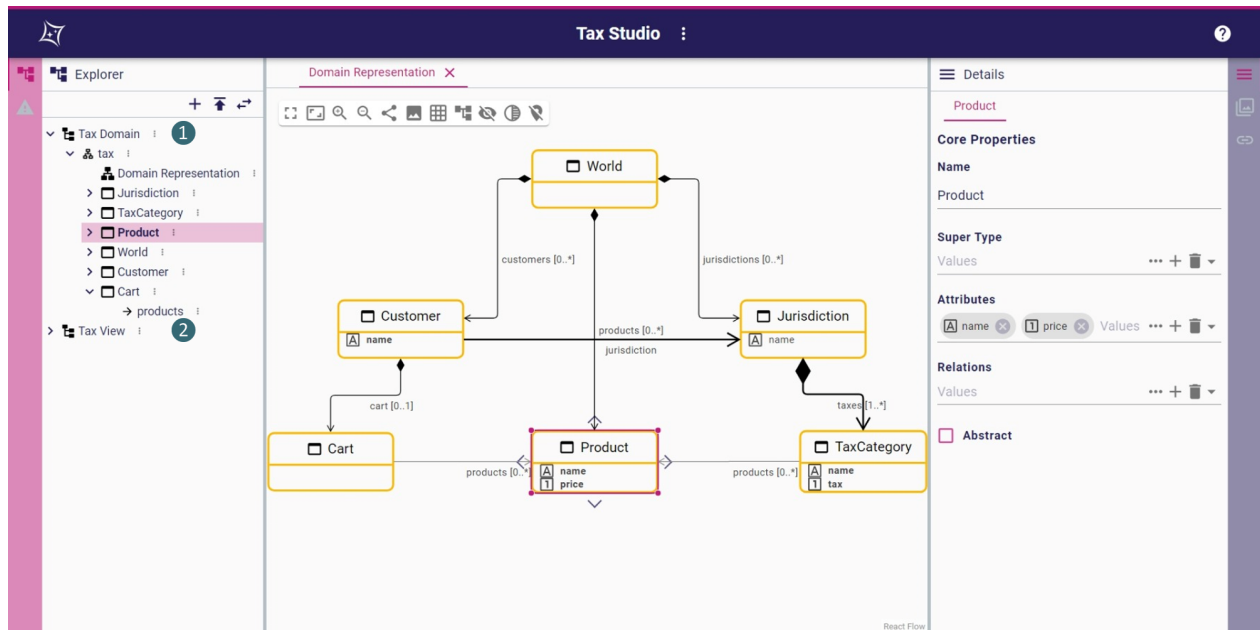 Tax Studio
?
Explorer
Tax Domain
1
tax
Domain Representation
Jurisdiction
TaxCategory
Product
World
Customer
Cart
products
Tax View
2
Domain Representation
World
customers [0..*]
jurisdictions [0..*]
Customer
A name
products [0..*]
jurisdiction
Jurisdiction
A name
cart [0..1]
taxes [1..*]
Cart
products [0..*]
Product
A name
1 price
products [0..*]
TaxCategory
A name
1 tax
React Flow
Details
Product
Core Properties
Name
Product
Super Type
Values
Attributes
A name 1 price Values
Relations
Values
Abstract